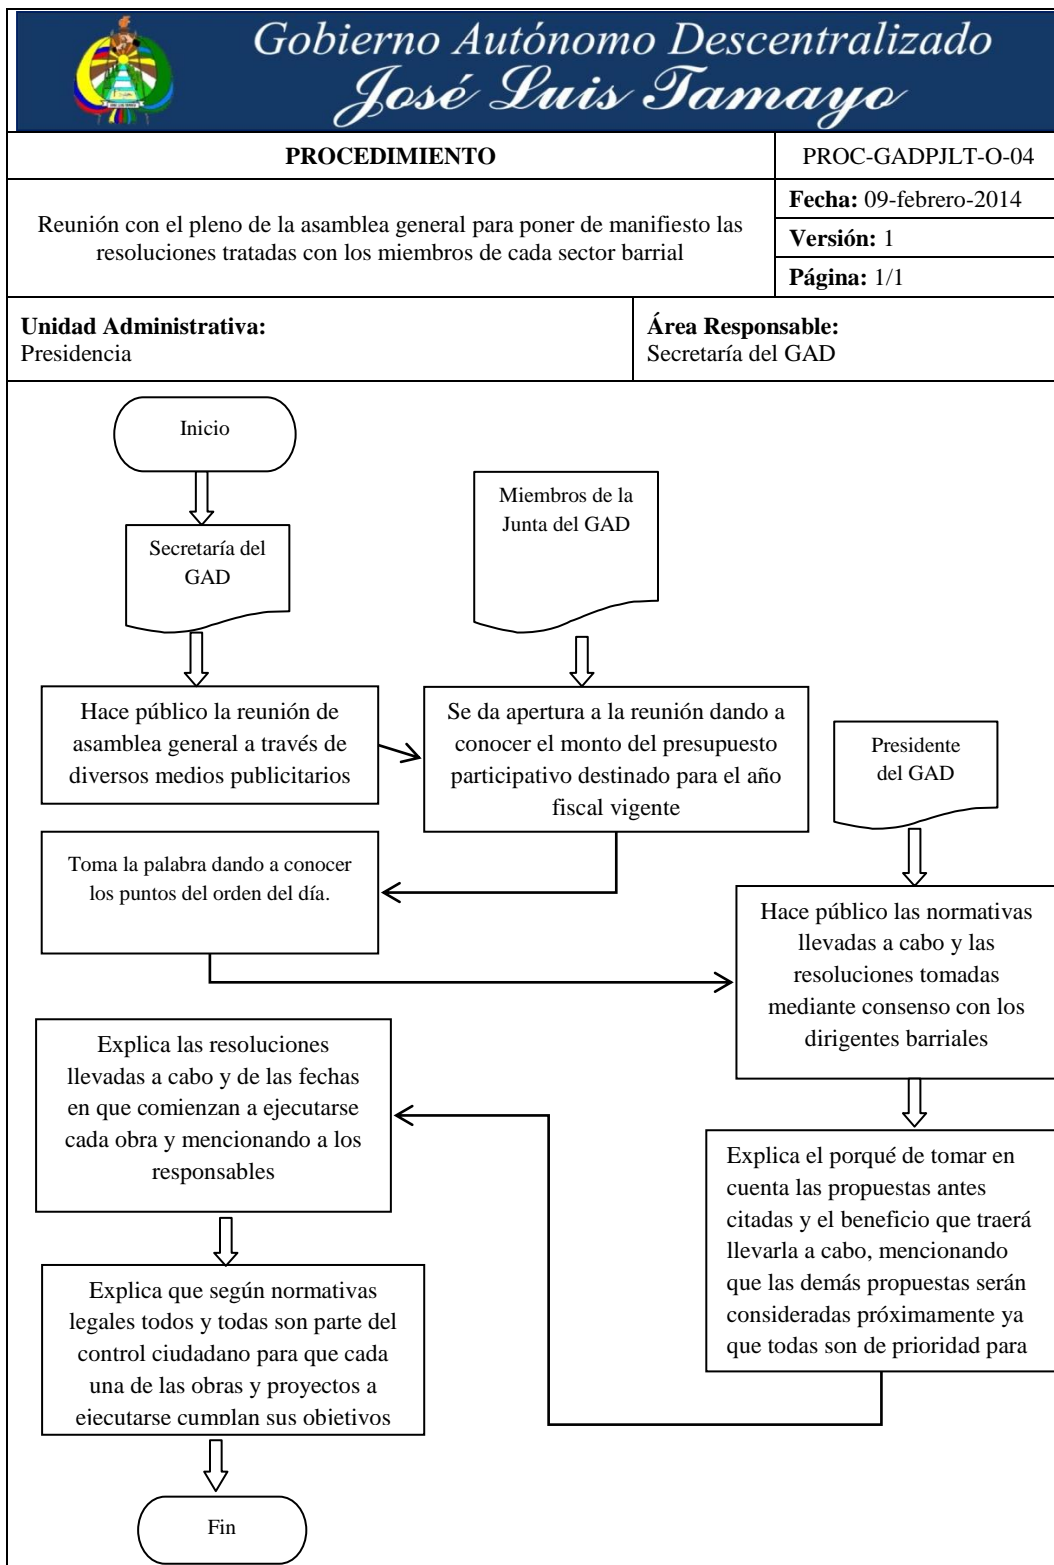 Gobierno Autónomo Descentralizado
José Luis Tamayo
PROCEDIMIENTO
PROC-GADPJLT-O-04
Reunión con el pleno de la asamblea general para poner de manifiesto las
resoluciones tratadas con los miembros de cada sector barrial
Fecha: 09-febrero-2014
Versión: 1
Página: 1/1
Unidad Administrativa:
Presidencia
Área Responsable:
Secretaría del GAD
Inicio
Secretaría del
GAD
Miembros de la
Junta del GAD
Hace público la reunión de
asamblea general a través de
diversos medios publicitarios
Se da apertura a la reunión dando a
conocer el monto del presupuesto
participativo destinado para el año
fiscal vigente
Presidente
del GAD
Toma la palabra dando a conocer
los puntos del orden del día.
Hace público las normativas
llevadas a cabo y las
resoluciones tomadas
mediante consenso con los
dirigentes barriales
Explica las resoluciones
llevadas a cabo y de las fechas
en que comienzan a ejecutarse
cada obra y mencionando a los
responsables
Explica el porqué de tomar en
cuenta las propuestas antes
citadas y el beneficio que traerá
llevarla a cabo, mencionando
que las demás propuestas serán
consideradas próximamente ya
que todas son de prioridad para
Explica que según normativas
legales todos y todas son parte del
control ciudadano para que cada
una de las obras y proyectos a
ejecutarse cumplan sus objetivos
Fin